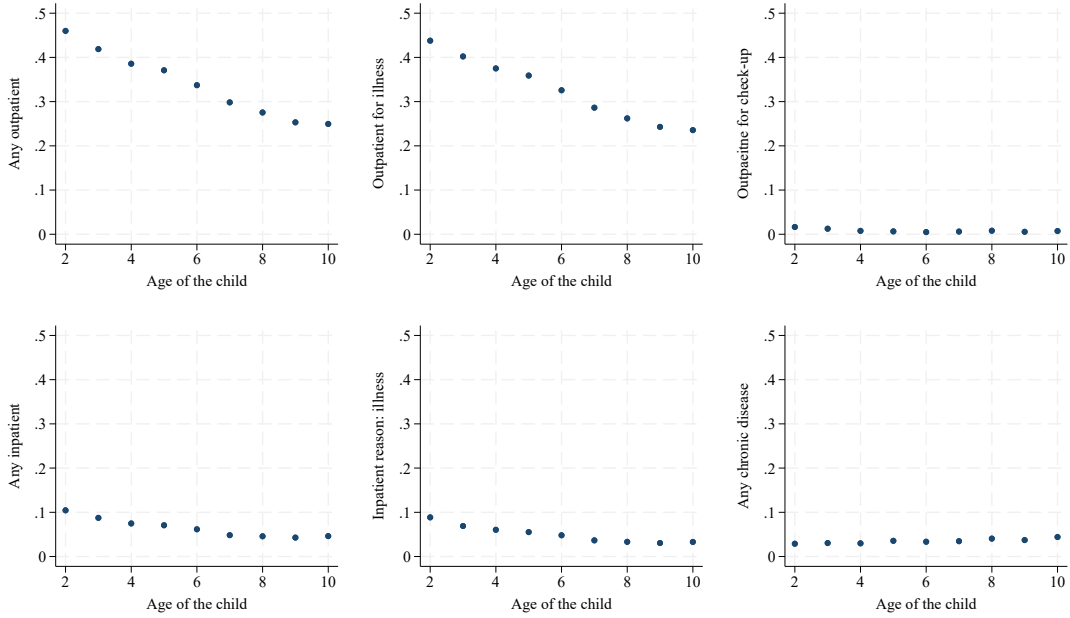 Any outpatient
.5
.4
.3
.2
.1
0
2 4 6 8 10
Age of the child
Outpatient for illness
.5
.4
.3
.2
.1
0
2 4 6 8 10
Age of the child
Outpaeitne for check-up
.5
.4
.3
.2
.1
0
2 4 6 8 10
Age of the child
Any inpatient
.5
.4
.3
.2
.1
0
2 4 6 8 10
Age of the child
Inpatient reason: illness
.5
.4
.3
.2
.1
0
2 4 6 8 10
Age of the child
Any chronic disease
.5
.4
.3
.2
.1
0
2 4 6 8 10
Age of the child